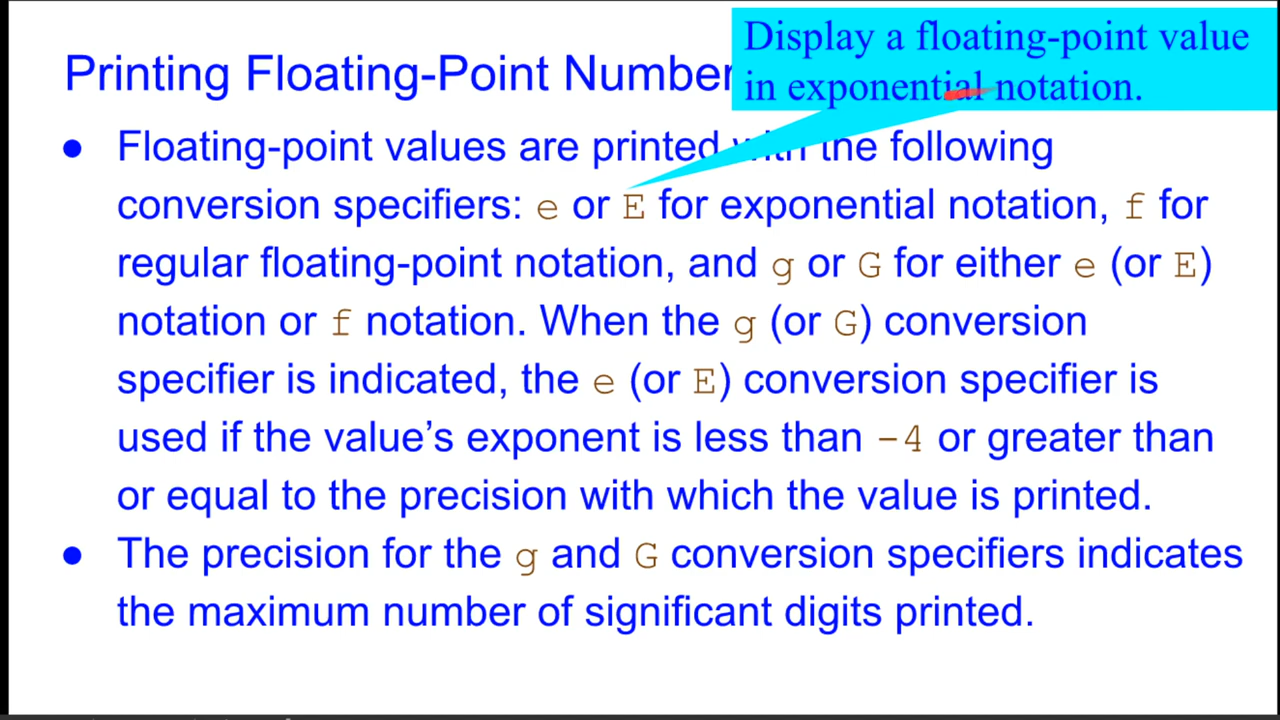 Display a floating-point value
in exponential notation.
Printing Floating-Point Number
● Floating-point values are printed with the following
conversion specifiers: e or E for exponential notation, f for
regular floating-point notation, and g or G for either e (or E)
notation or f notation. When the g (or G) conversion
specifier is indicated, the e (or E) conversion specifier is
used if the value’s exponent is less than -4 or greater than
or equal to the precision with which the value is printed.
● The precision for the g and G conversion specifiers indicates
the maximum number of significant digits printed.